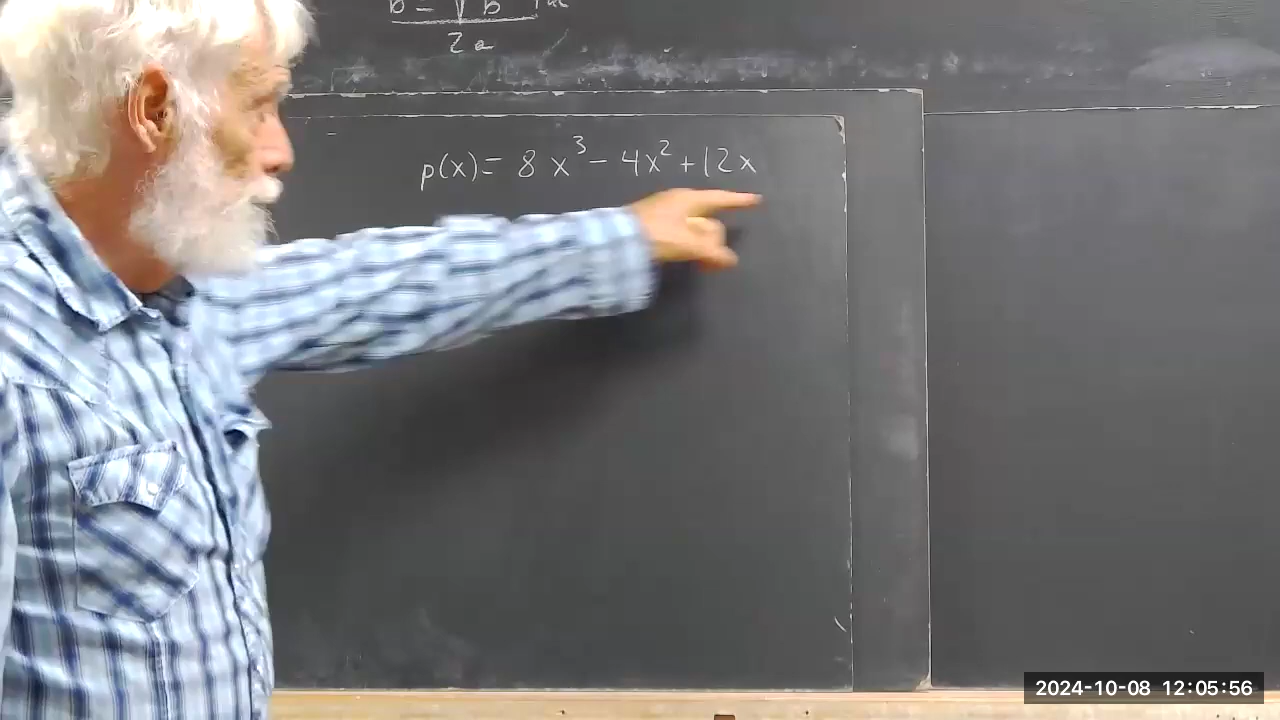 2a
p(x) = 8x³ - 4x² + 12x
2024-10-08 12:05:56